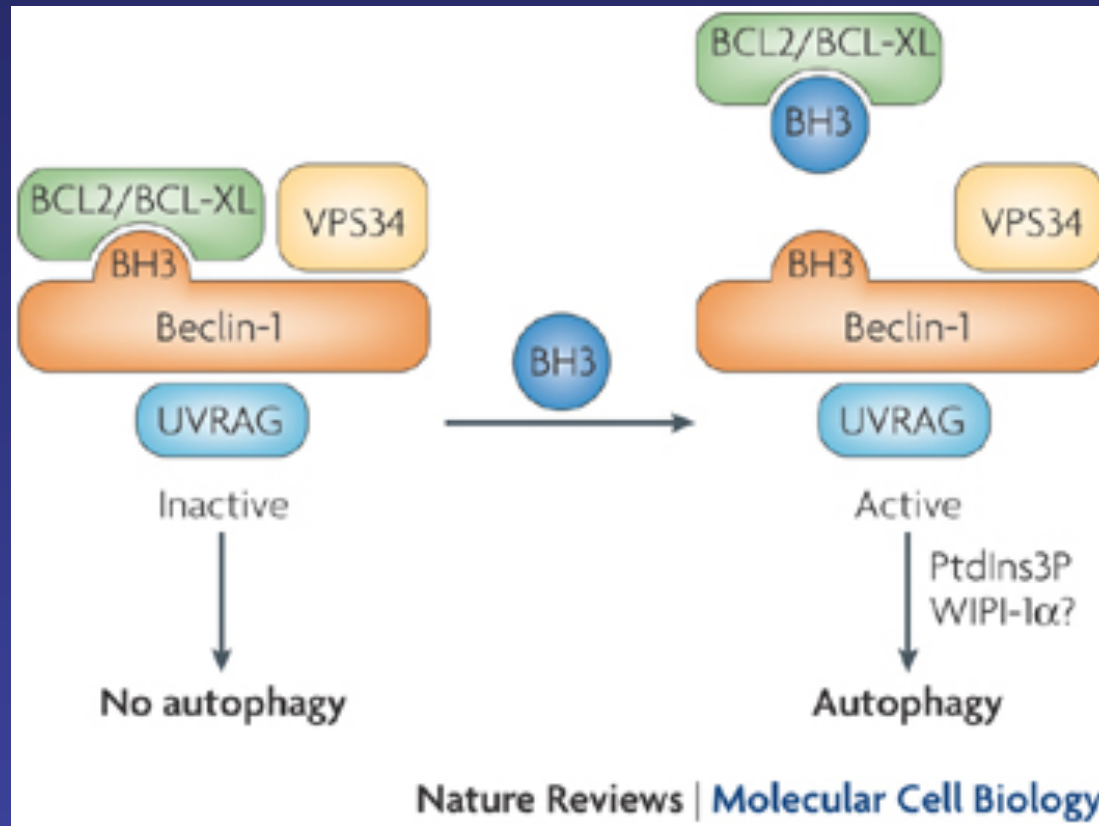 BCL2/BCL-XL
BH3
BCL2/BCL-XL
VPS34
BH3
Beclin-1
UVRAG
Inactive
No autophagy
BH3
VPS34
BH3
Beclin-1
UVRAG
Active
PtdIns3P
WIPI-1α?
Autophagy
Nature Reviews | Molecular Cell Biology